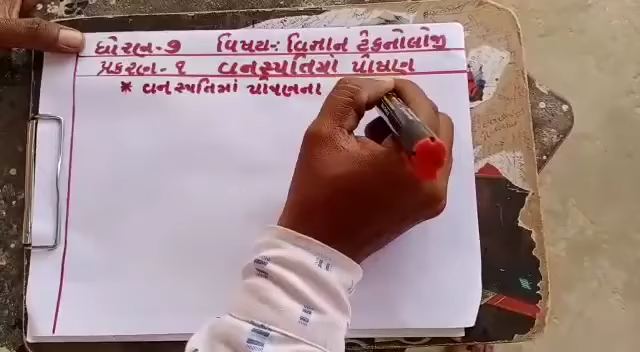 ધોરણ-૭ વિષય:- વિજ્ઞાન ટેકનોલોજી
પ્રકરણ-૧ વનસ્પતિમાં પોષણ
* વનસ્પતિમાં પોષણના